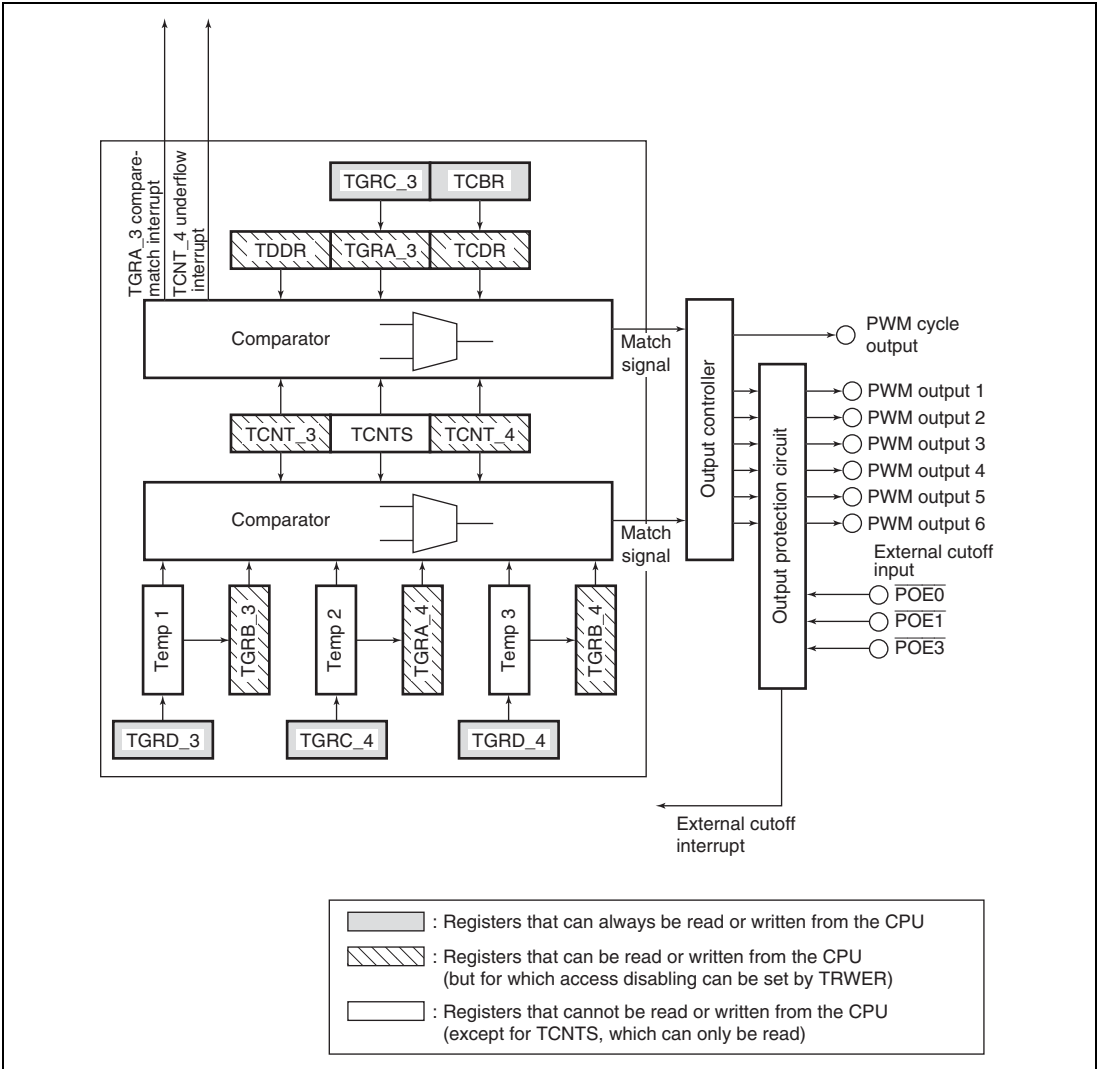 TGRA_3 compare-
match interrupt
TCNT_4 underflow
interrupt
TGRC_3
TCBR
TDDR
TGRA_3
TCDR
Comparator
Match
signal
TCNT_3
TCNTS
TCNT_4
Comparator
Match
signal
Temp 1
TGRB_3
Temp 2
TGRA_4
Temp 3
TGRB_4
TGRD_3
TGRC_4
TGRD_4
Output controller
Output protection circuit
PWM cycle
output
PWM output 1
PWM output 2
PWM output 3
PWM output 4
PWM output 5
PWM output 6
External cutoff
input
POE0
POE1
POE3
External cutoff
interrupt
: Registers that can always be read or written from the CPU
: Registers that can be read or written from the CPU
(but for which access disabling can be set by TRWER)
: Registers that cannot be read or written from the CPU
(except for TCNTS, which can only be read)